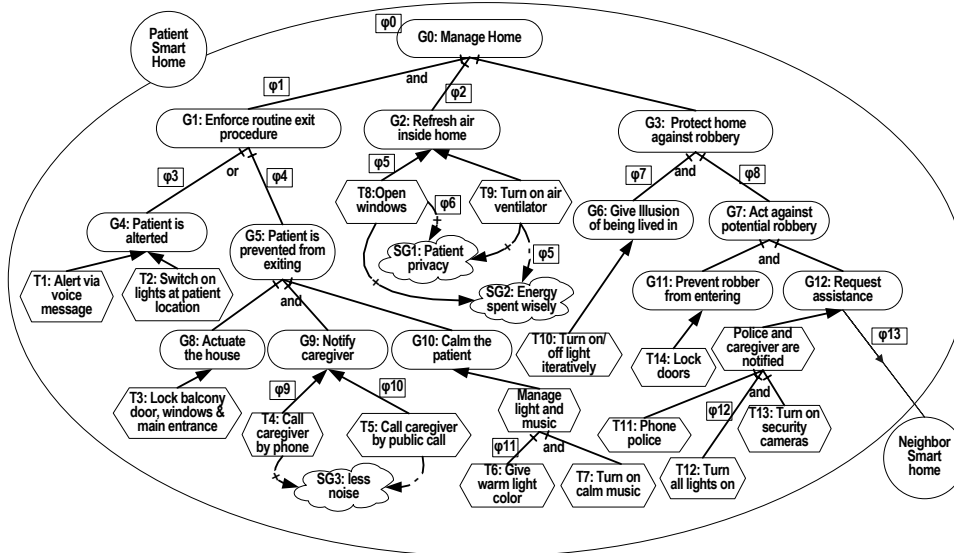 φ0
G0: Manage Home
Patient
Smart
Home
and
φ1
φ2
G1: Enforce routine exit
procedure
G2: Refresh air
inside home
G3: Protect home
against robbery
φ3
or
φ4
φ5
φ6
φ7
and
φ8
T8:Open
windows
T9: Turn on air
ventilator
G4: Patient is
alterted
G5: Patient is
prevented from
exiting
G6: Give Illusion
of being lived in
G7: Act against
potential robbery
SG1: Patient
privacy
φ5
and
T1: Alert via
voice
message
T2: Switch on
lights at patient
location
SG2: Energy
spent wisely
G11: Prevent robber
from entering
G12: Request
assistance
and
G8: Actuate
the house
G9: Notify
caregiver
G10: Calm the
patient
T10: Turn on/
off light
iteratively
T14: Lock
doors
Police and
caregiver are
notified
φ13
φ9
φ10
T3: Lock balcony
door, windows &
main entrance
T4: Call
caregiver
by phone
T5: Call caregiver
by public call
Manage
light and
music
and
φ11
and
φ12
T11: Phone
police
T13: Turn on
security
cameras
SG3: less
noise
T6: Give
warm light
color
T7: Turn on
calm music
T12: Turn
all lights on
Neighbor
Smart
home